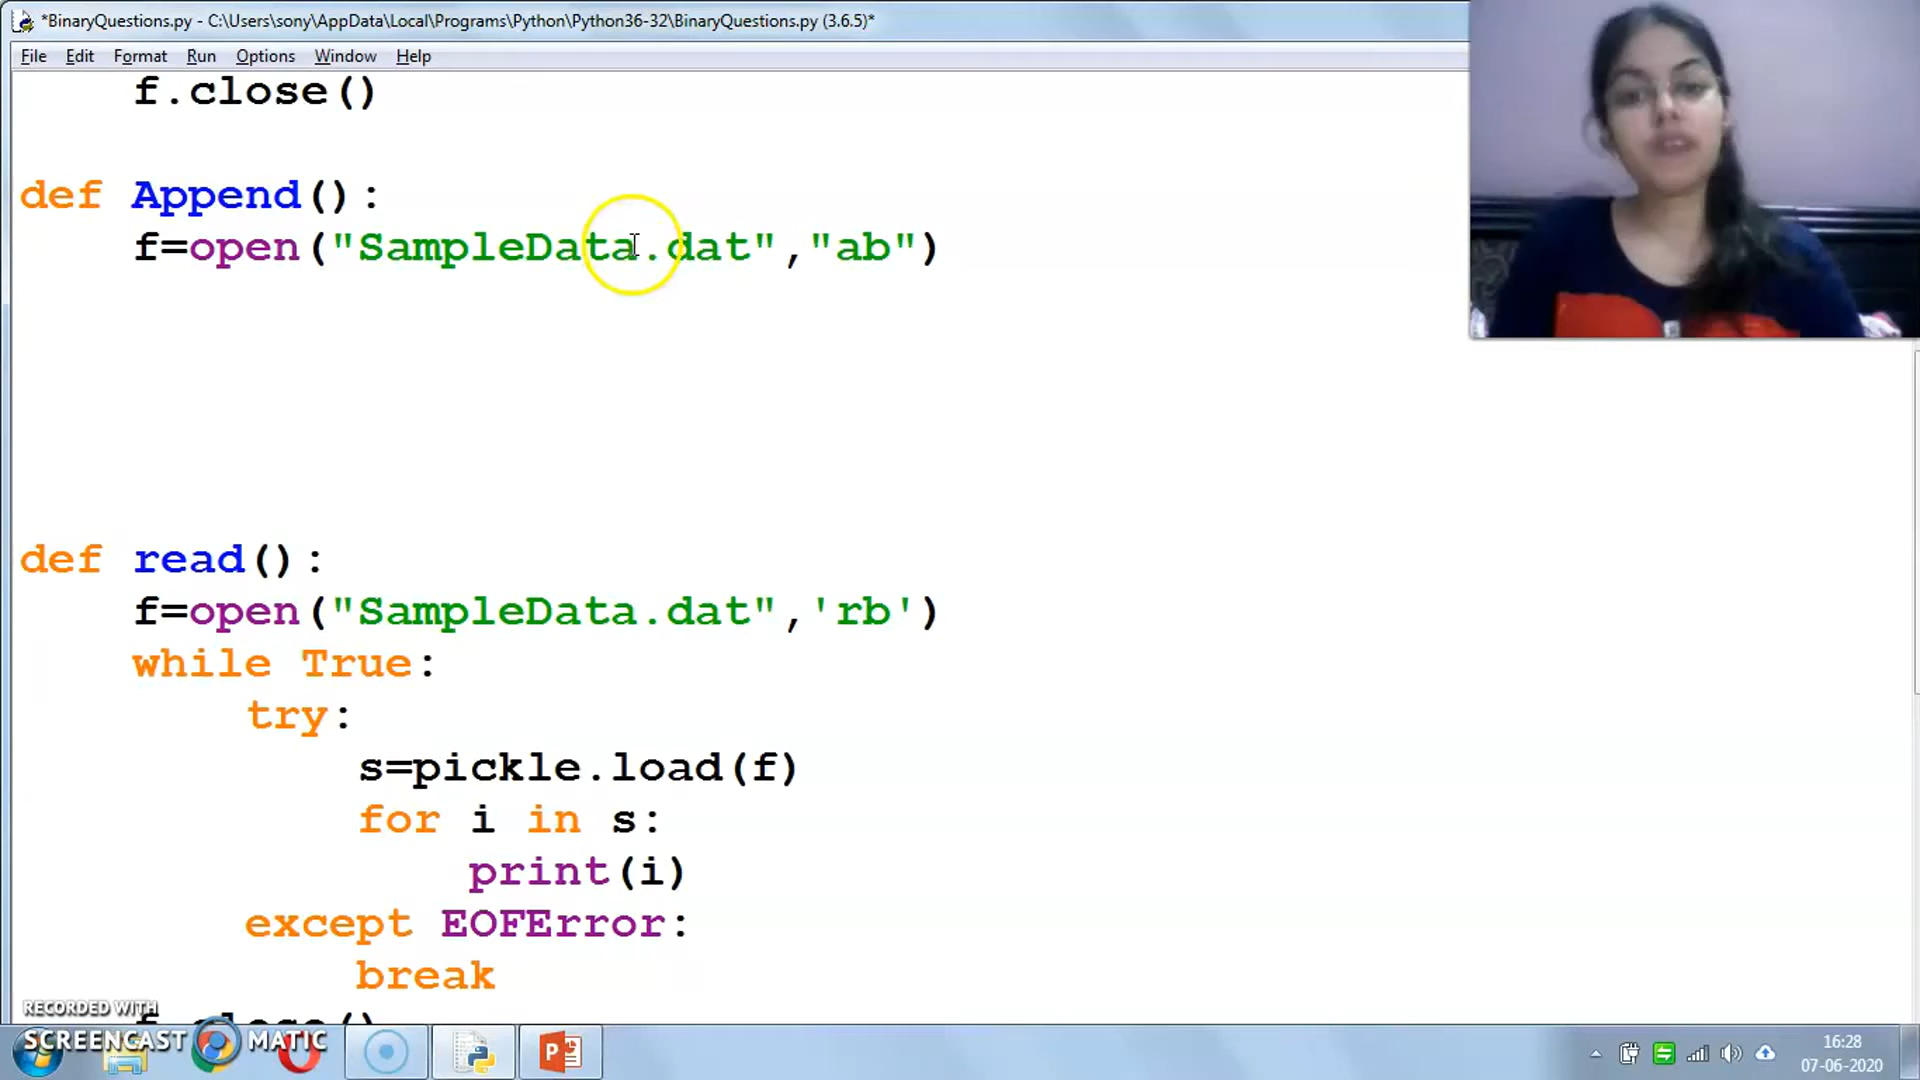 *BinaryQuestions.py - C:\Users\sony\AppData\Local\Programs\Python\Python36-32\BinaryQuestions.py (3.6.5)*
File Edit Format Run Options Window Help
f.close()
def Append():
f=open("SampleData.dat","ab")
def read():
f=open("SampleData.dat",'rb')
while True:
try:
s=pickle.load(f)
for i in s:
print(i)
except EOFError:
break
f.close()
RECORDED WITH
SCREENCAST MATIC
16:28
07-06-2020